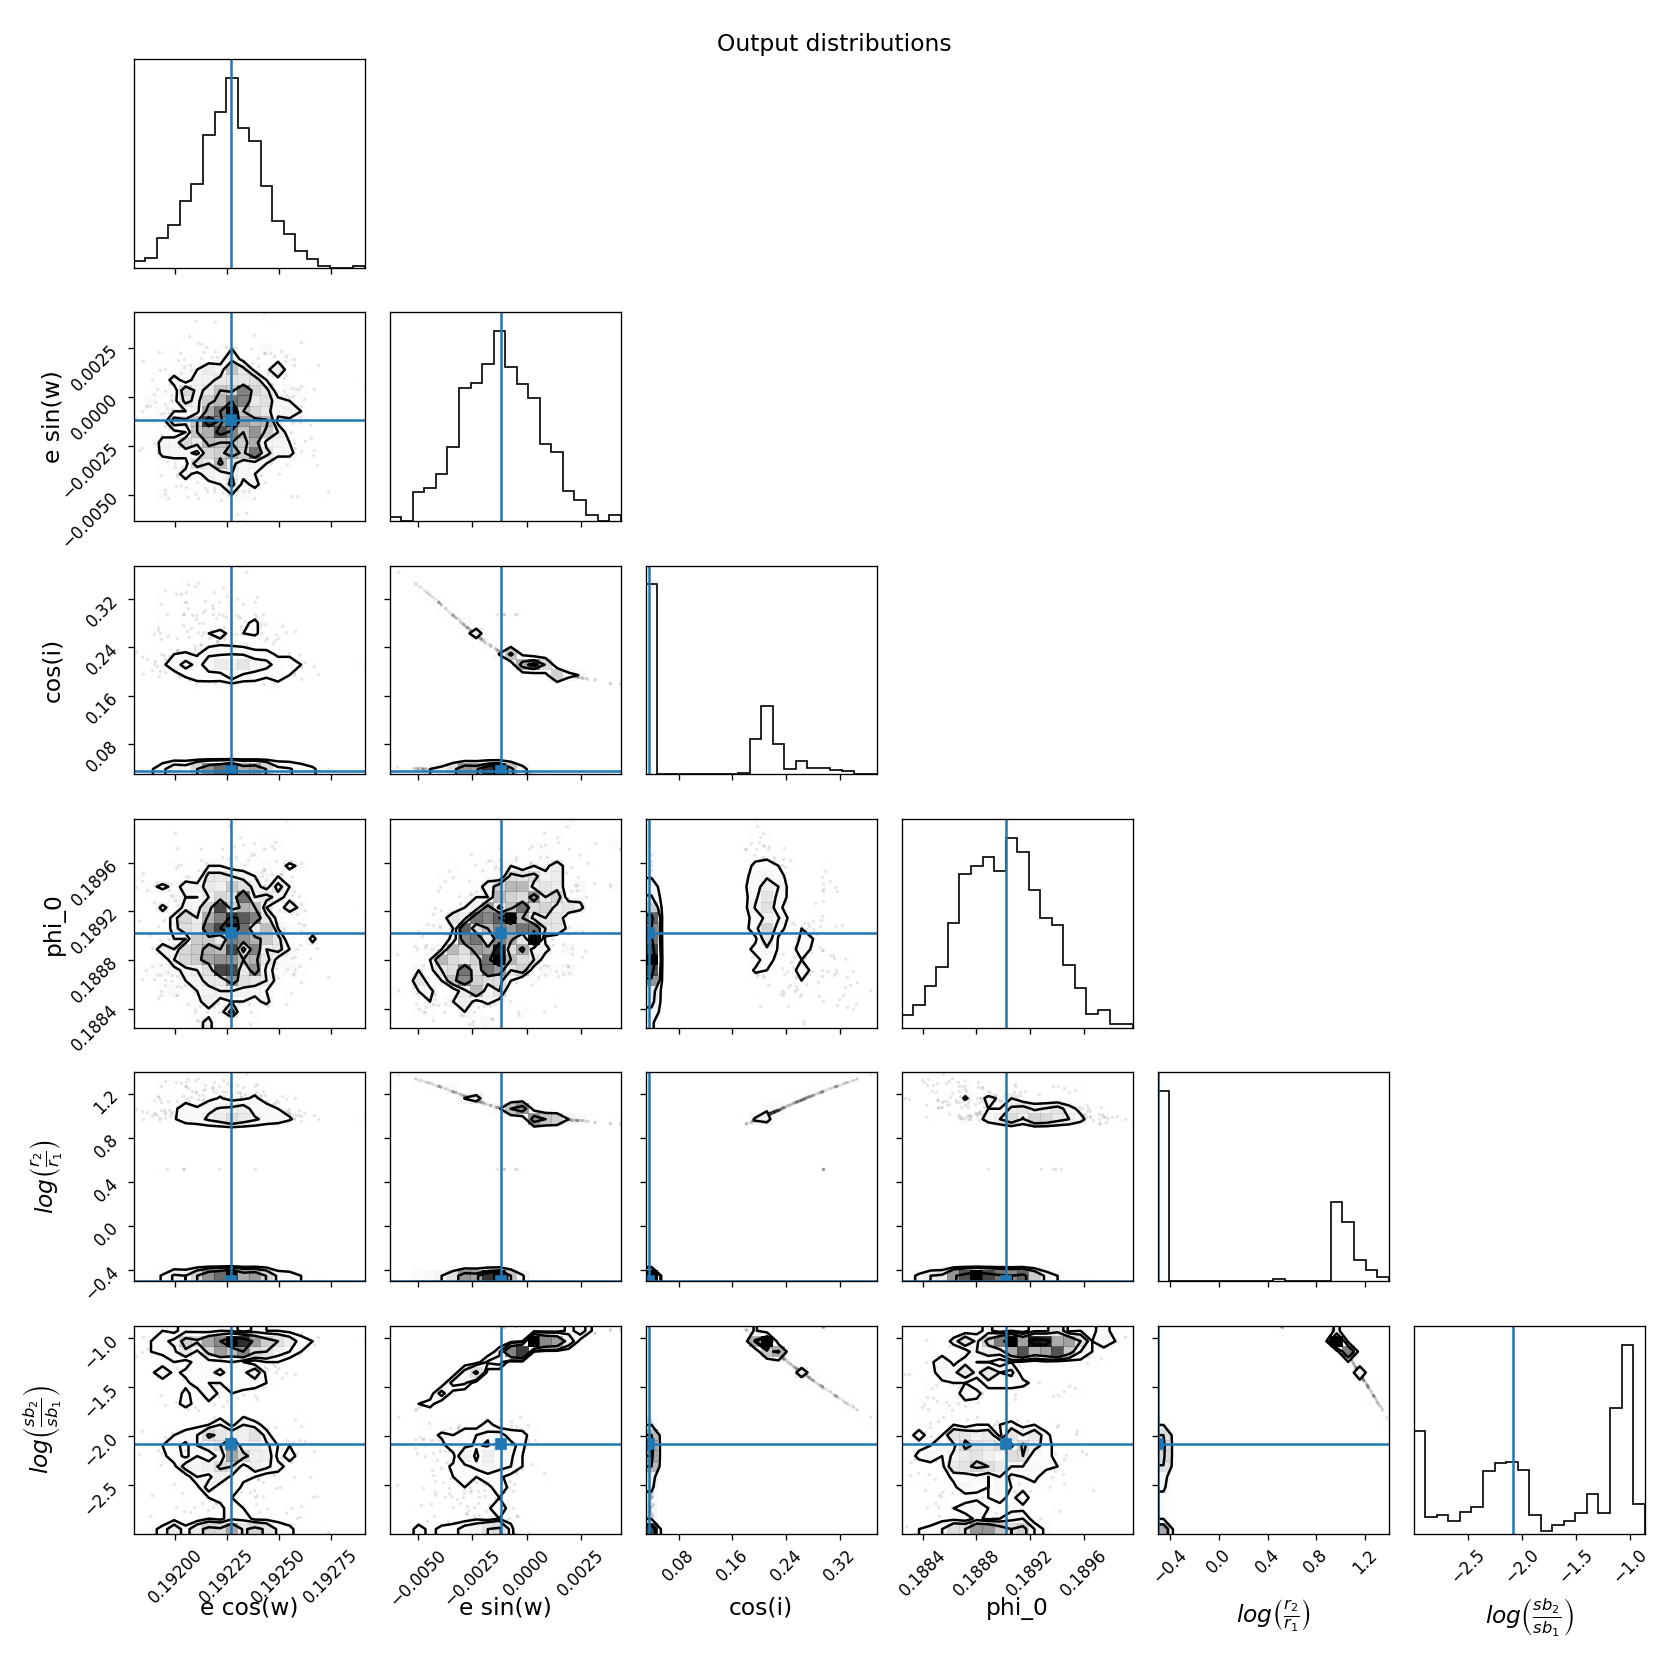 Output distributions
e sin(w)
0.0025
0.0000
−0.0025
−0.0050
cos(i)
0.32
0.24
0.16
0.08
phi_0
0.1896
0.1892
0.1888
0.1884
log(r₂/r₁)
1.2
0.8
0.4
0.0
−0.4
log(sb₂/sb₁)
−1.0
−1.5
−2.0
−2.5
0.19200 0.19225 0.19250 0.19275
−0.0050 −0.0025 0.0000 0.0025
0.08 0.16 0.24 0.32
0.1884 0.1888 0.1892 0.1896
−0.4 0.0 0.4 0.8 1.2
−2.5 −2.0 −1.5 −1.0
e cos(w)
e sin(w)
cos(i)
phi_0
log(r₂/r₁)
log(sb₂/sb₁)